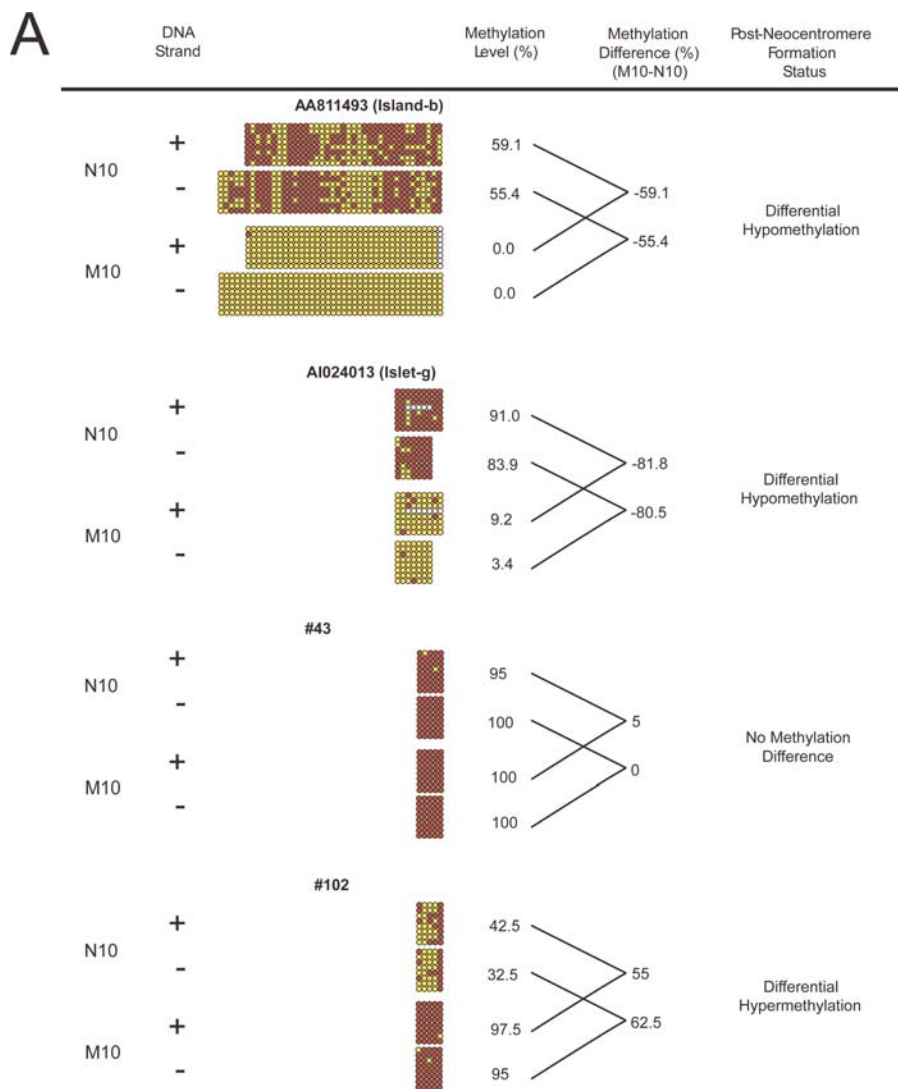 A
DNA
Strand
Methylation
Level (%)
Methylation
Difference (%)
(M10-N10)
Post-Neocentromere
Formation
Status
AA811493 (Island-b)
N10
+
-
M10
+
-
59.1
55.4
0.0
0.0
-59.1
-55.4
Differential
Hypomethylation
AI024013 (Islet-g)
N10
+
-
M10
+
-
91.0
83.9
9.2
3.4
-81.8
-80.5
Differential
Hypomethylation
#43
N10
+
-
M10
+
-
95
100
100
100
5
0
No Methylation
Difference
#102
N10
+
-
M10
+
-
42.5
32.5
97.5
95
55
62.5
Differential
Hypermethylation